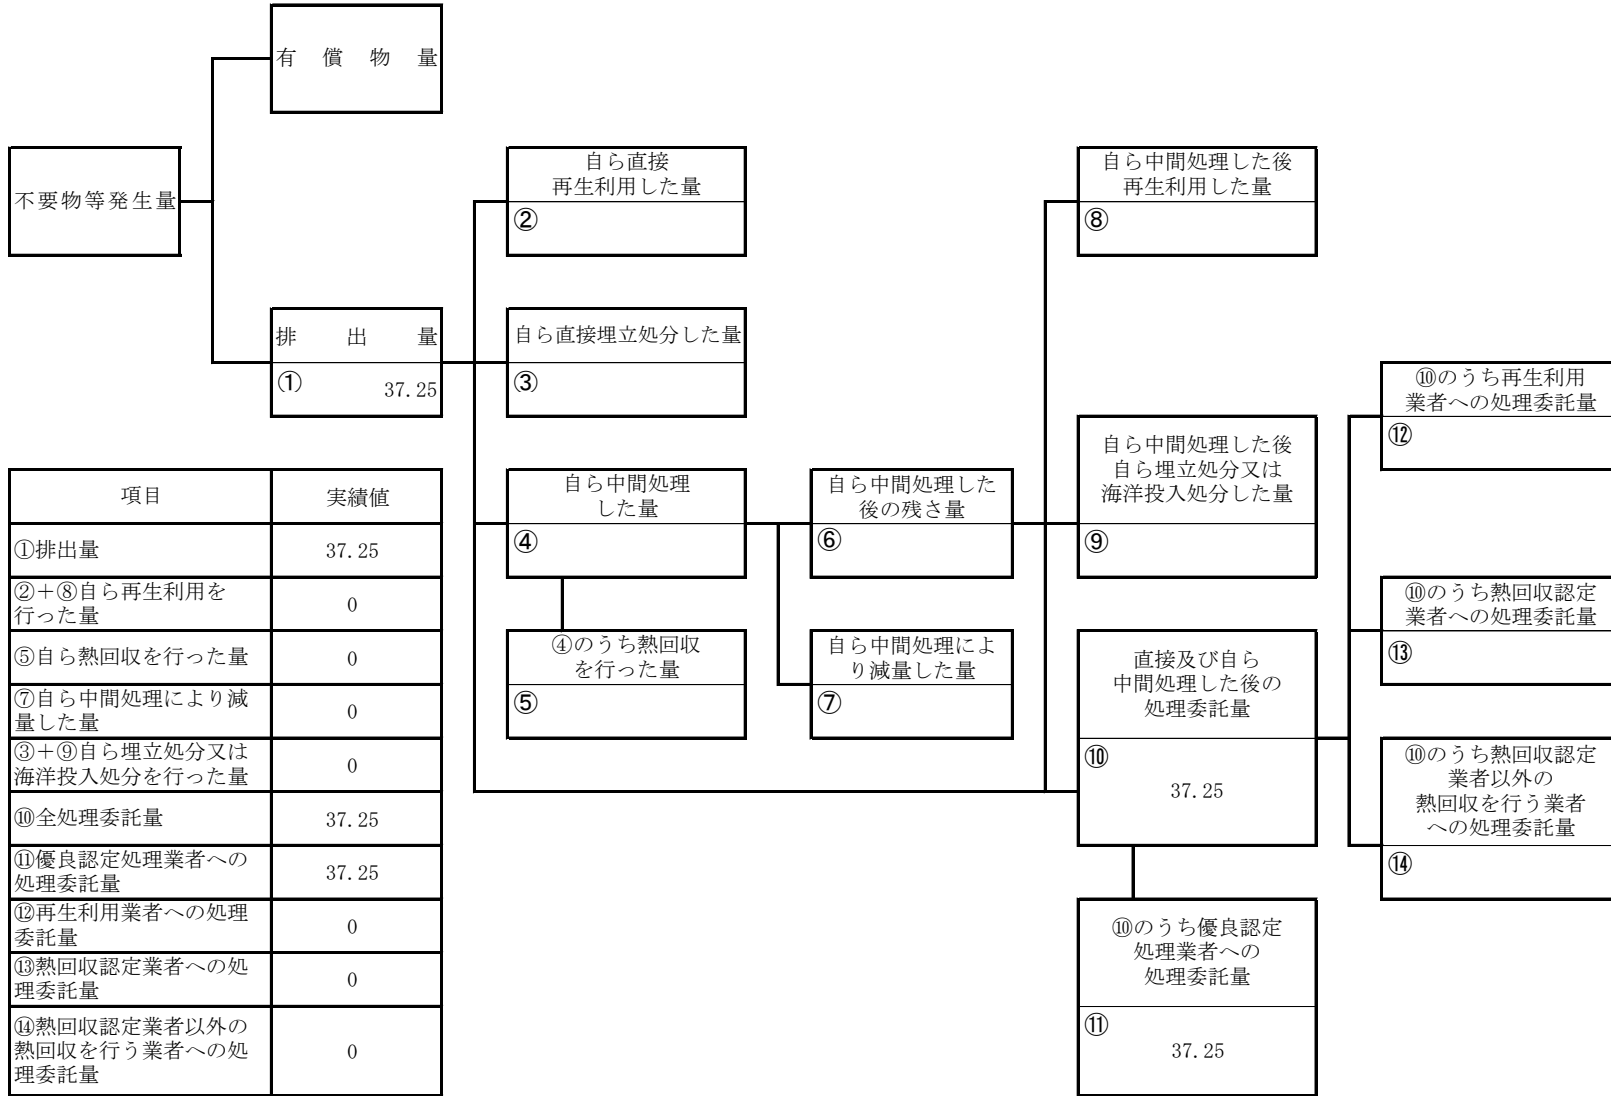 有償物量
不要物等発生量
排出量
① 37.25
自ら直接
再生利用した量
②
自ら直接埋立処分した量
③
自ら中間処理
した量
④
④のうち熱回収
を行った量
⑤
自ら中間処理した
後の残さ量
⑥
自ら中間処理によ
り減量した量
⑦
自ら中間処理した後
再生利用した量
⑧
自ら中間処理した後
自ら埋立処分又は
海洋投入処分した量
⑨
直接及び自ら
中間処理した後の
処理委託量
⑩
37.25
⑩のうち優良認定
処理業者への
処理委託量
⑪
37.25
⑩のうち再生利用
業者への処理委託量
⑫
⑩のうち熱回収認定
業者への処理委託量
⑬
⑩のうち熱回収認定
業者以外の
熱回収を行う業者
への処理委託量
⑭
項目 実績値
①排出量 37.25
②+⑧自ら再生利用を
行った量 0
⑤自ら熱回収を行った量 0
⑦自ら中間処理により減
量した量 0
③+⑨自ら埋立処分又は
海洋投入処分を行った量 0
⑩全処理委託量 37.25
⑪優良認定処理業者への
処理委託量 37.25
⑫再生利用業者への処理
委託量 0
⑬熱回収認定業者への処
理委託量 0
⑭熱回収認定業者以外の
熱回収を行う業者への処
理委託量 0